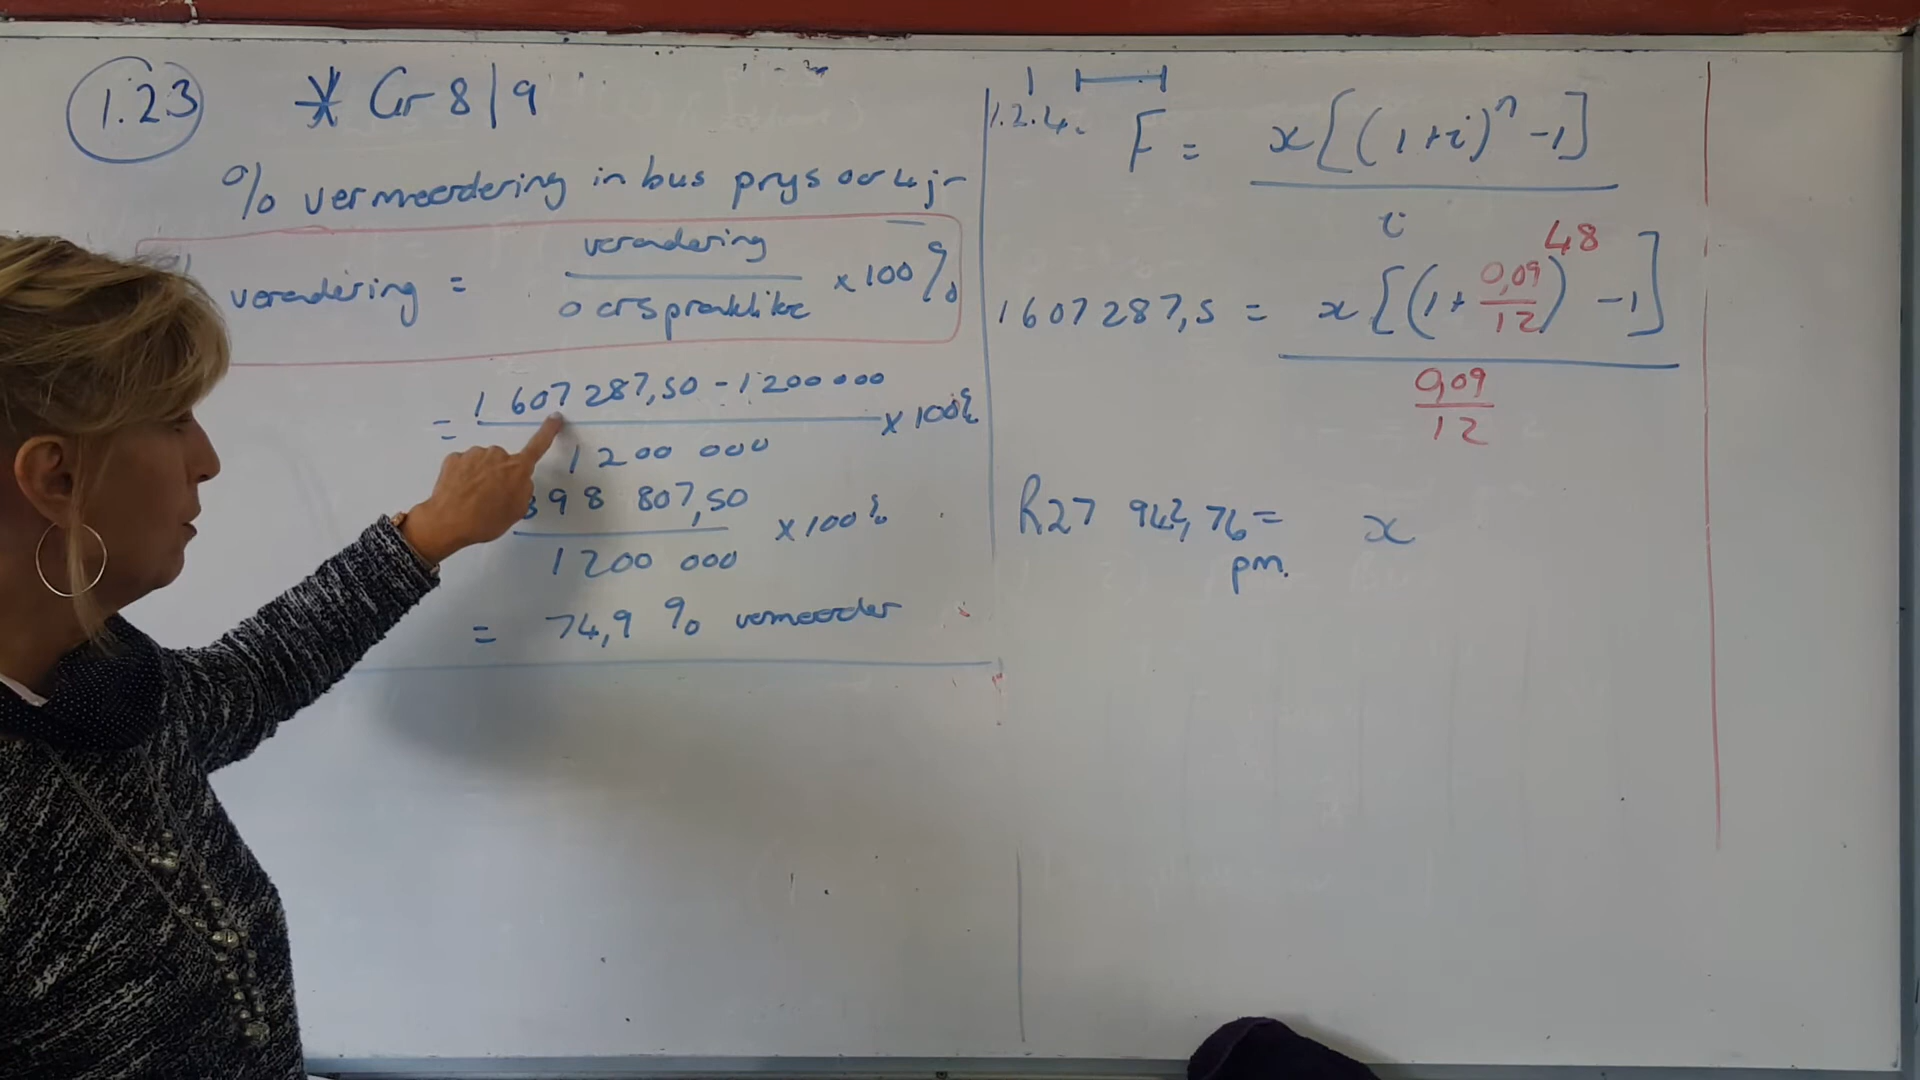 1.2.3 * Gr 8/9
% vermeerdering in bus prys oor 4 jr
verandering = verandering / oorspronklike x 100%
= 1 607 287,50 - 1 200 000 / 1 200 000 x 100%
898 807,50 / 1 200 000 x 100%
= 74,9 % vermeerder
1.2.4. F = x[(1+i)^n -1] / i
1 607 287,5 = x[(1 + 0,09/12)^48 -1] / 0,09/12
R27 942,76 = x
pm.